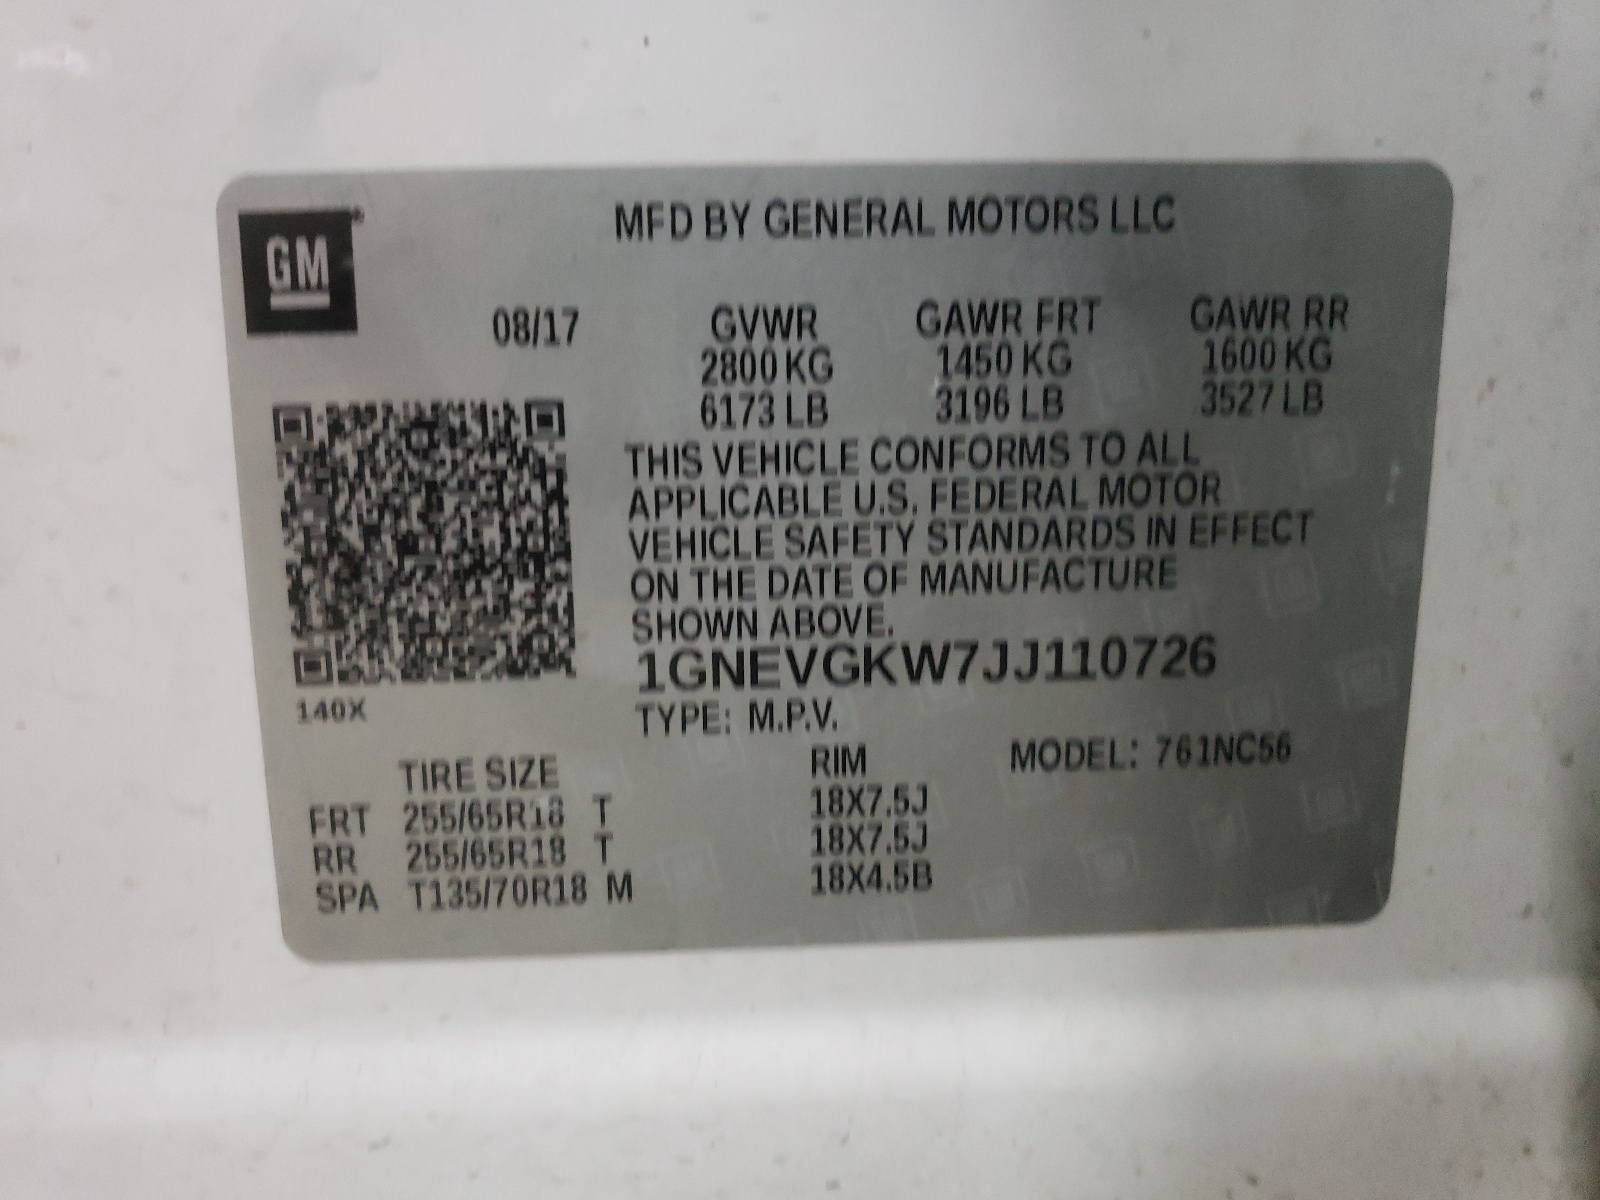 MFD BY GENERAL MOTORS LLC
GM
08/17 GVWR GAWR FRT GAWR RR
2800 KG 1450 KG 1600 KG
6173 LB 3196 LB 3527 LB
THIS VEHICLE CONFORMS TO ALL
APPLICABLE U.S. FEDERAL MOTOR
VEHICLE SAFETY STANDARDS IN EFFECT
ON THE DATE OF MANUFACTURE
SHOWN ABOVE.
1GNEVGKW7JJ110726
140X
TYPE: M.P.V.
TIRE SIZE RIM MODEL: 761NC56
FRT 255/65R18 T 18X7.5J
RR 255/65R18 T 18X7.5J
SPA T135/70R18 M 18X4.5B